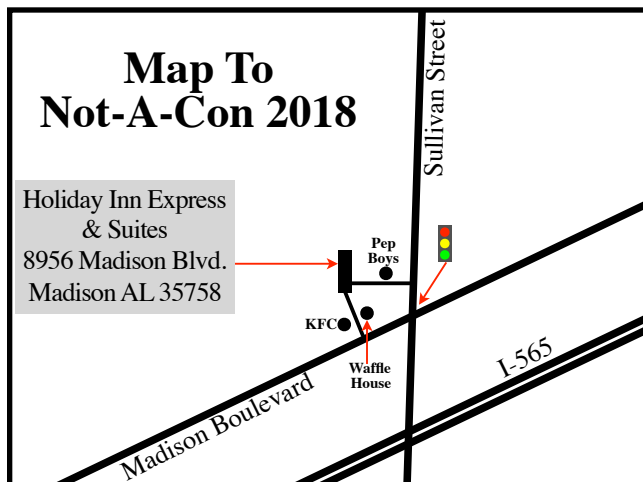 Map To
Not-A-Con 2018
Sullivan Street
Holiday Inn Express
& Suites
8956 Madison Blvd.
Madison AL 35758
Pep
Boys
KFC
Waffle
House
I-565
Madison Boulevard